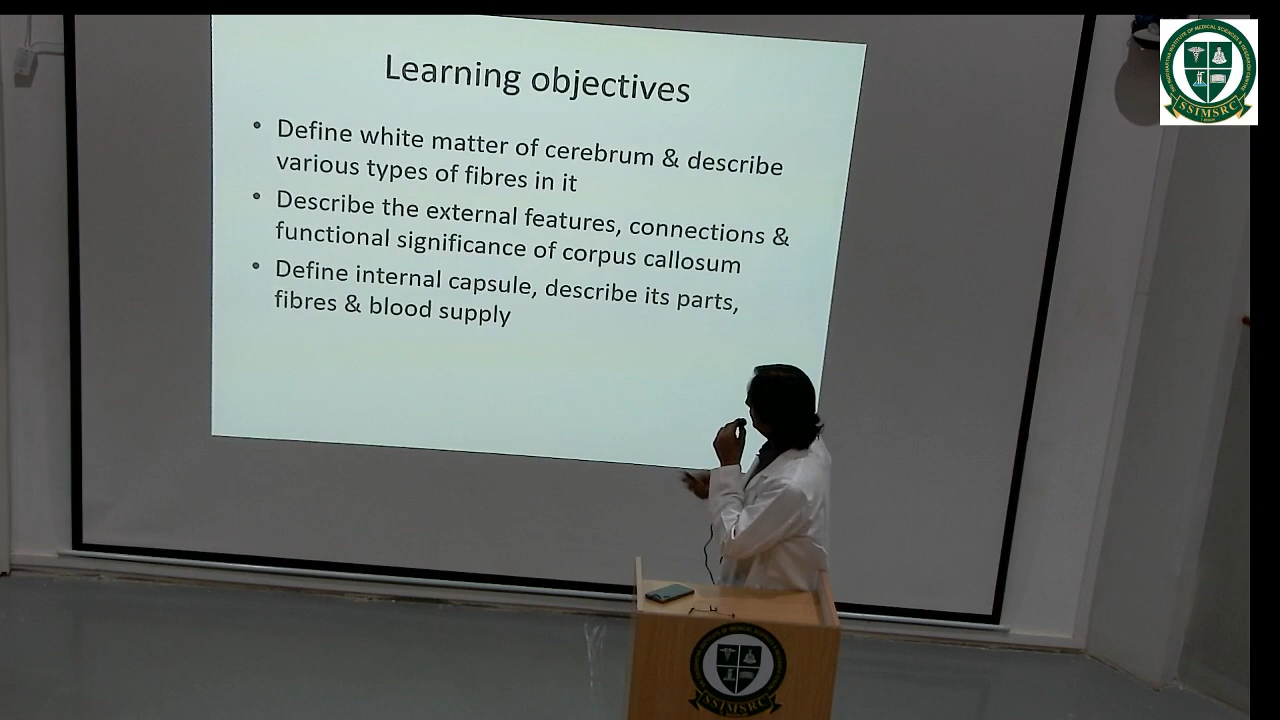 Learning objectives
• Define white matter of cerebrum & describe
various types of fibres in it
• Describe the external features, connections &
functional significance of corpus callosum
• Define internal capsule, describe its parts,
fibres & blood supply
SSIMSRC
SSIMSRC